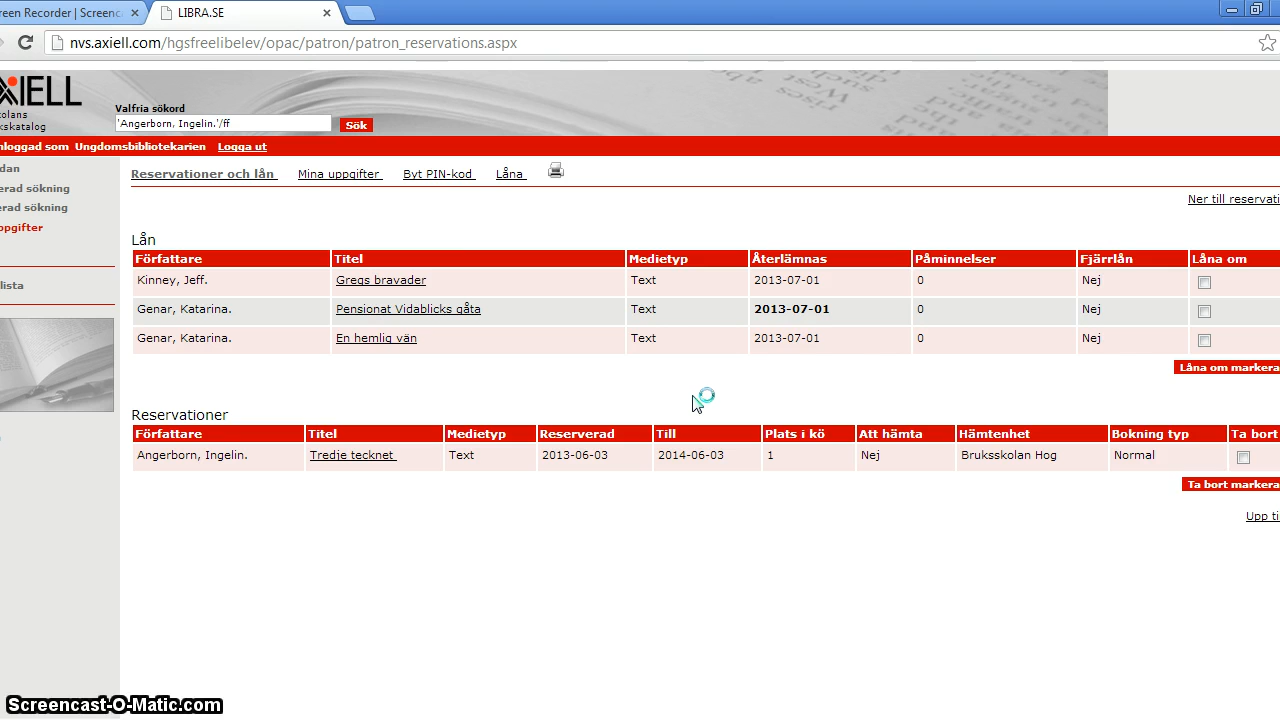 reen Recorder | Screenc
LIBRA.SE
nvs.axiell.com/hgsfreelibelev/opac/patron/patron_reservations.aspx
XIELL
colans
kskatalog
Valfria sökord
'Angerborn, Ingelin.'/ff
Sök
nloggad som Ungdomsbibliotekarien Logga ut
dan
erad sökning
erad sökning
ppgifter
lista
Reservationer och lån Mina uppgifter Byt PIN-kod Låna
Ner till reservati
Lån
Författare Titel Medietyp Återlämnas Påminnelser Fjärrlån Låna om
Kinney, Jeff. Gregs bravader Text 2013-07-01 0 Nej
Genar, Katarina. Pensionat Vidablicks gåta Text 2013-07-01 0 Nej
Genar, Katarina. En hemlig vän Text 2013-07-01 0 Nej
Låna om markera
Reservationer
Författare Titel Medietyp Reserverad Till Plats i kö Att hämta Hämtenhet Bokning typ Ta bort
Angerborn, Ingelin. Tredje tecknet Text 2013-06-03 2014-06-03 1 Nej Bruksskolan Hog Normal
Ta bort markera
Upp ti
Screencast-O-Matic.com